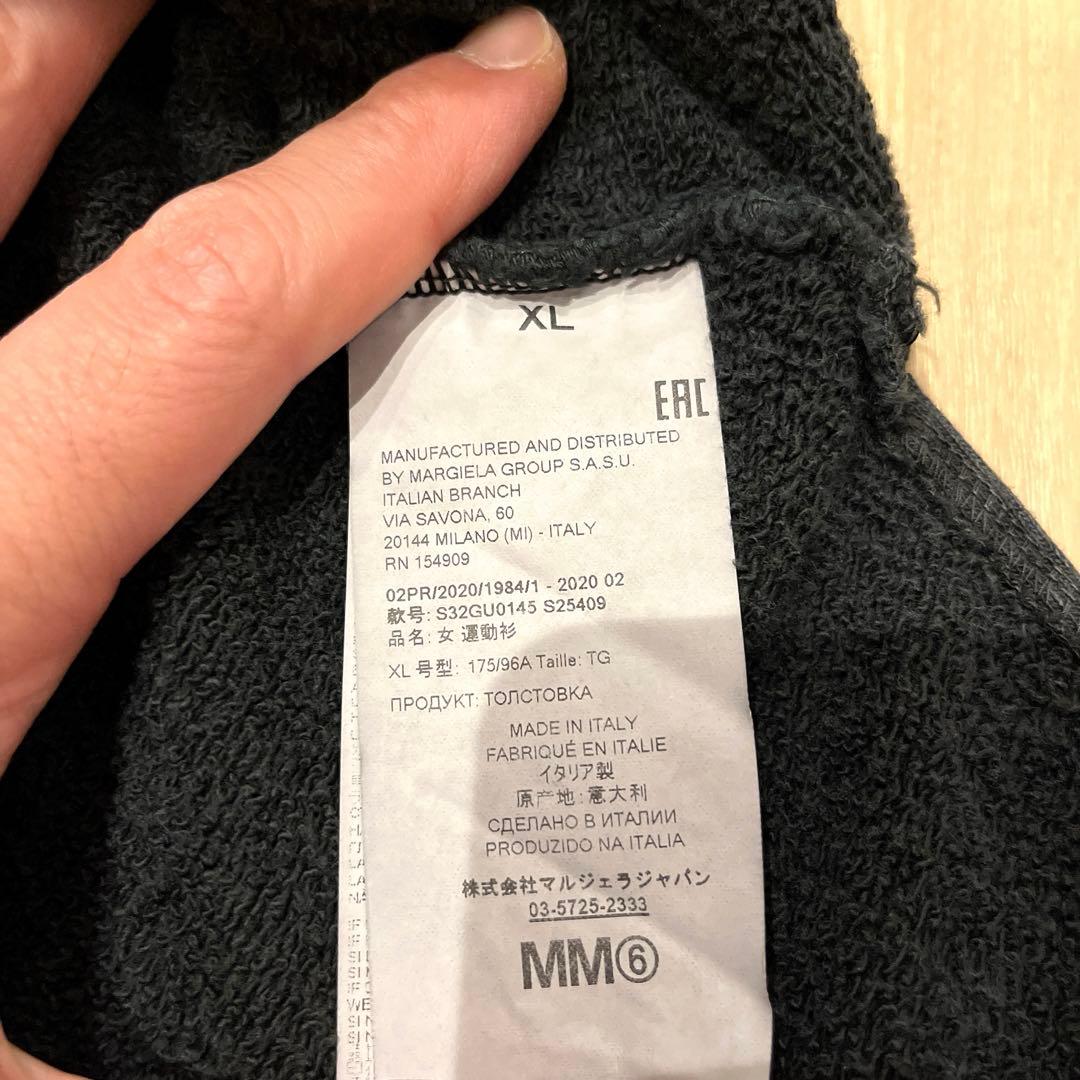 XL
EAC
MANUFACTURED AND DISTRIBUTED
BY MARGIELA GROUP S.A.S.U.
ITALIAN BRANCH
VIA SAVONA, 60
20144 MILANO (MI) - ITALY
RN 154909
02PR/2020/1984/1 - 2020 02
款号: S32GU0145 S25409
品名: 女 運動衫
XL 号型: 175/96A Taille: TG
ПРОДУКТ: ТОЛСТОВКА
MADE IN ITALY
FABRIQUÉ EN ITALIE
イタリア製
原产地: 意大利
СДЕЛАНО В ИТАЛИИ
PRODUZIDO NA ITALIA
株式会社マルジェラジャパン
03-5725-2333
MM⑥